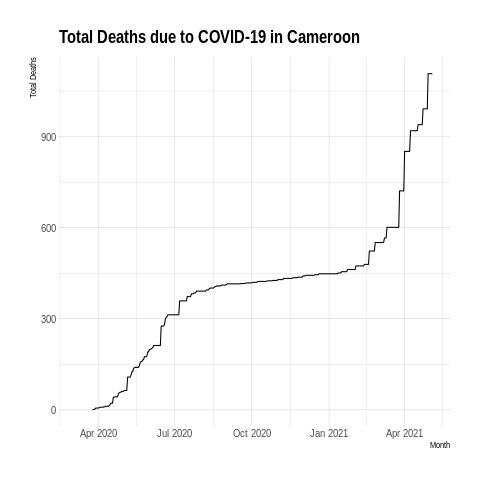 Total Deaths due to COVID-19 in Cameroon
Total Deaths
900
600
300
0
Apr 2020 Jul 2020 Oct 2020 Jan 2021 Apr 2021
Month